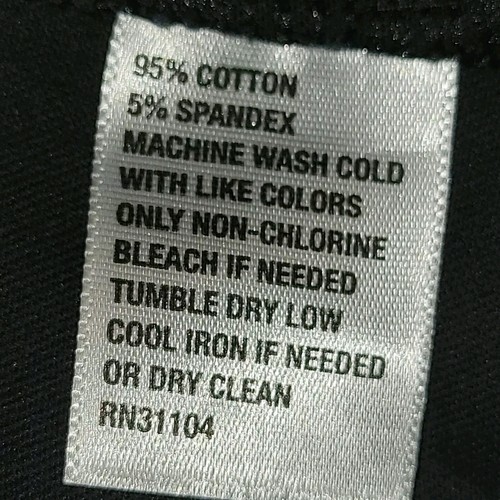 95% COTTON
5% SPANDEX
MACHINE WASH COLD
WITH LIKE COLORS
ONLY NON-CHLORINE
BLEACH IF NEEDED
TUMBLE DRY LOW
COOL IRON IF NEEDED
OR DRY CLEAN
RN31104